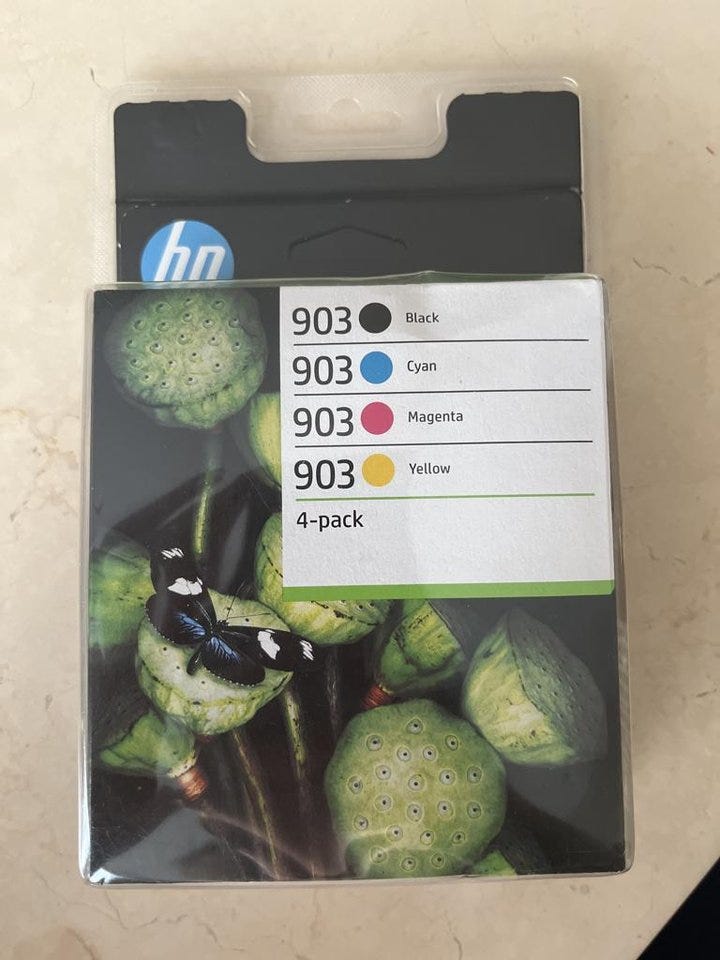 hp
903 Black
903 Cyan
903 Magenta
903 Yellow
4-pack